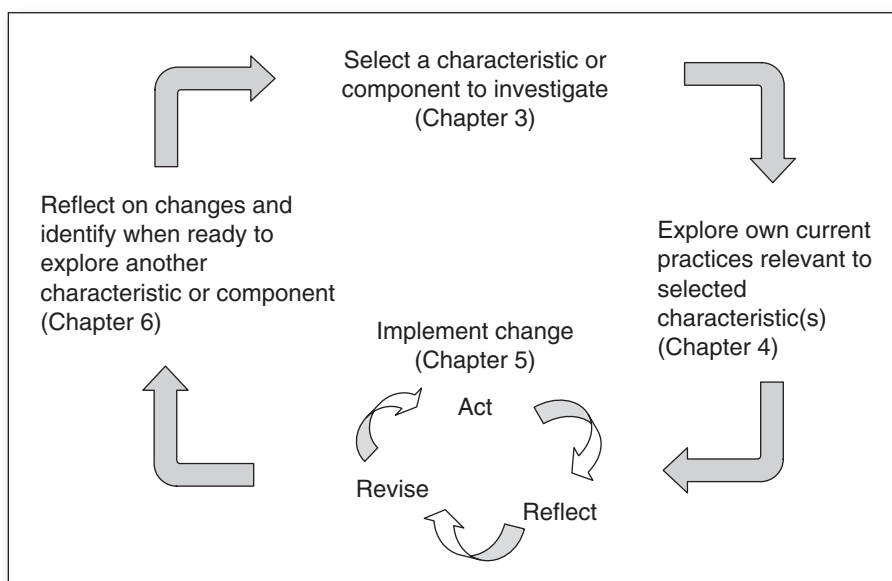 Select a characteristic or
component to investigate
(Chapter 3)
Explore own current
practices relevant to
selected
characteristic(s)
(Chapter 4)
Implement change
(Chapter 5)
Act
Reflect
Revise
Reflect on changes and
identify when ready to
explore another
characteristic or component
(Chapter 6)